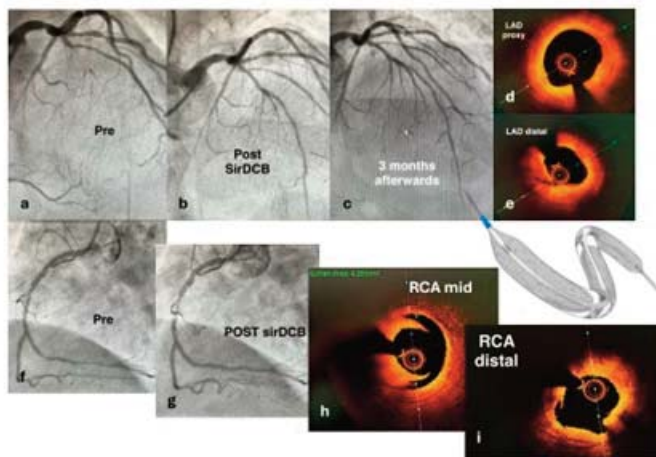 Pre
a
Post
SirDCB
b
3 months
afterwards
c
LAD
proxy
d
LAD distal
e
Pre
f
POST sirDCB
g
RCA mid
h
RCA
distal
i